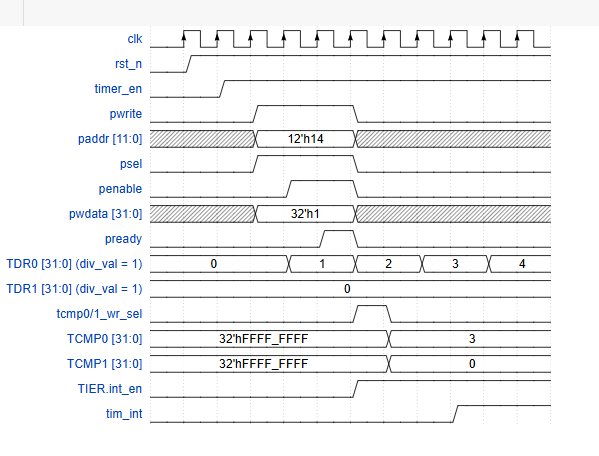 clk
rst_n
timer_en
pwrite
paddr [11:0] 12'h14
psel
penable
pwdata [31:0] 32'h1
pready
TDR0 [31:0] (div_val = 1) 0 1 2 3 4
TDR1 [31:0] (div_val = 1) 0
tcmp0/1_wr_sel
TCMP0 [31:0] 32'hFFFF_FFFF 3
TCMP1 [31:0] 32'hFFFF_FFFF 0
TIER.int_en
tim_int